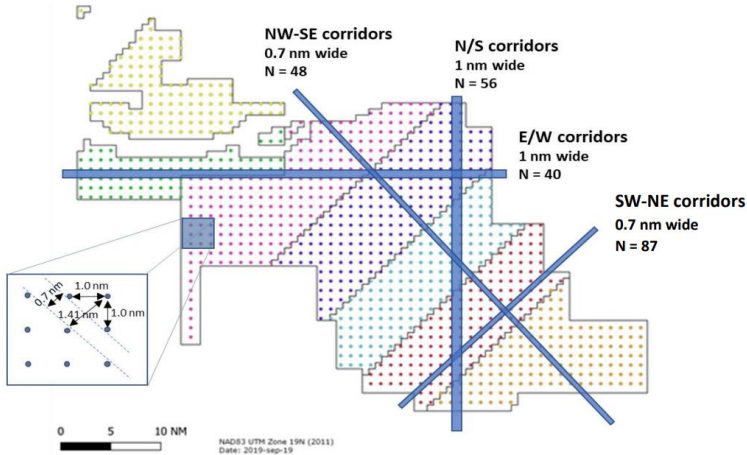 NW-SE corridors
0.7 nm wide
N = 48
N/S corridors
1 nm wide
N = 56
E/W corridors
1 nm wide
N = 40
SW-NE corridors
0.7 nm wide
N = 87
0.7 nm
1.0 nm
1.41 nm
1.0 nm
0 5 10 NM
NAD83 UTM Zone 19N (2011)
Date: 2019-sep-19